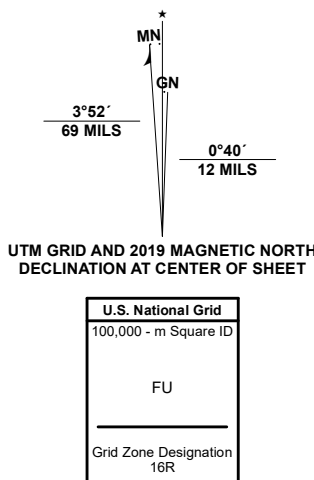 ★
MN
GN
3°52´
69 MILS
0°40´
12 MILS
UTM GRID AND 2019 MAGNETIC NORTH
DECLINATION AT CENTER OF SHEET
U.S. National Grid
100,000 - m Square ID
FU
Grid Zone Designation
16R